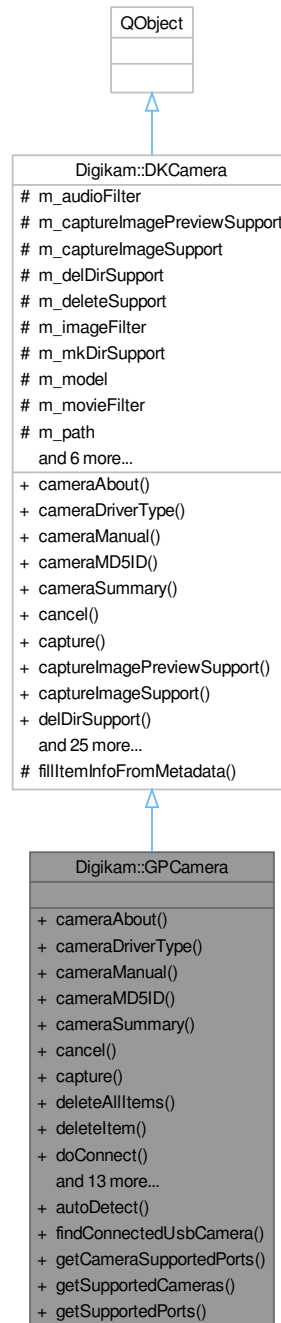 QObject
Digikam::DKCamera
# m_audioFilter
# m_captureImagePreviewSupport
# m_captureImageSupport
# m_delDirSupport
# m_deleteSupport
# m_imageFilter
# m_mkDirSupport
# m_model
# m_movieFilter
# m_path
and 6 more...
+ cameraAbout()
+ cameraDriverType()
+ cameraManual()
+ cameraMD5ID()
+ cameraSummary()
+ cancel()
+ capture()
+ captureImagePreviewSupport()
+ captureImageSupport()
+ delDirSupport()
and 25 more...
# fillItemInfoFromMetadata()
Digikam::GPCamera
+ cameraAbout()
+ cameraDriverType()
+ cameraManual()
+ cameraMD5ID()
+ cameraSummary()
+ cancel()
+ capture()
+ deleteAllItems()
+ deleteItem()
+ doConnect()
and 13 more...
+ autoDetect()
+ findConnectedUsbCamera()
+ getCameraSupportedPorts()
+ getSupportedCameras()
+ getSupportedPorts()